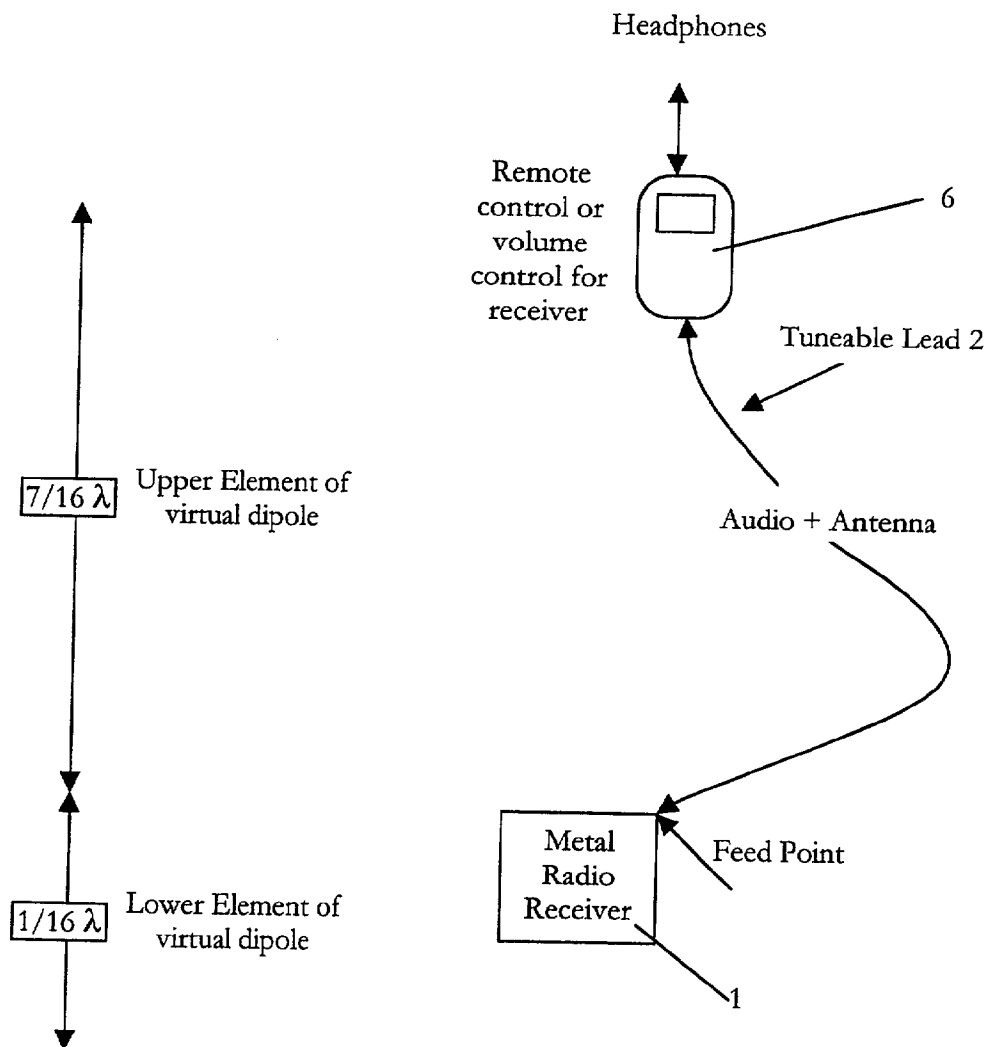 Headphones
Remote
control or
volume
control for
receiver
6
Tuneable Lead 2
7/16 λ
Upper Element of
virtual dipole
Audio + Antenna
Metal
Radio
Receiver
Feed Point
1/16 λ
Lower Element of
virtual dipole
1